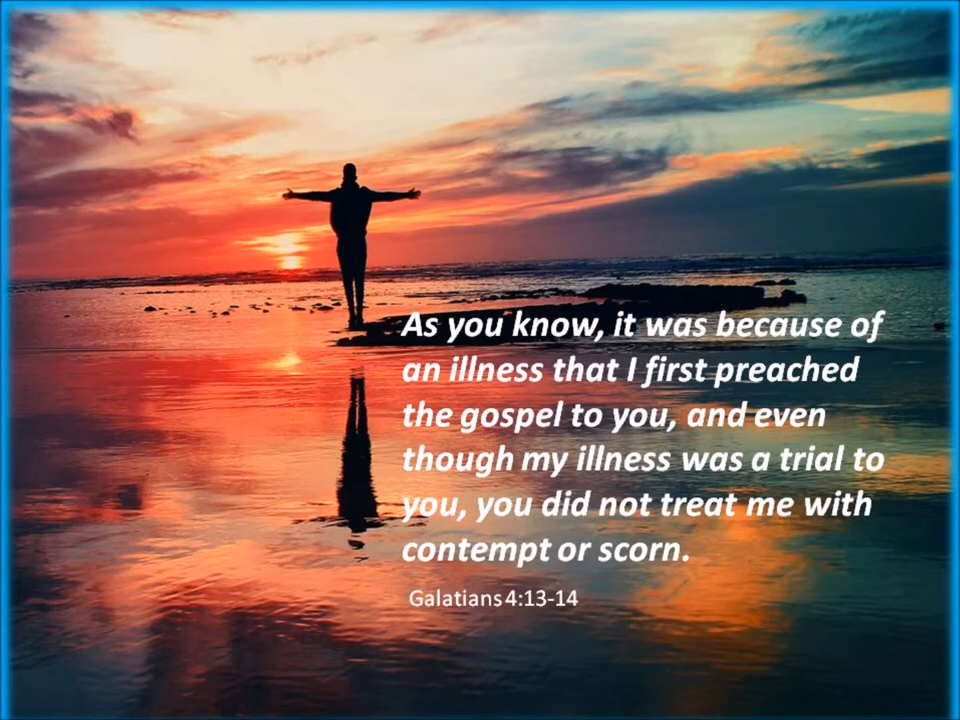 As you know, it was because of
an illness that I first preached
the gospel to you, and even
though my illness was a trial to
you, you did not treat me with
contempt or scorn.
Galatians 4:13-14